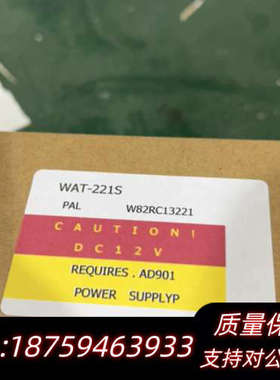 WAT-221S
PAL W82RC13221
CAUTION!
DC12V
REQUIRES . AD901
POWER SUPPLYP
质量保
:18759463933
支持对公